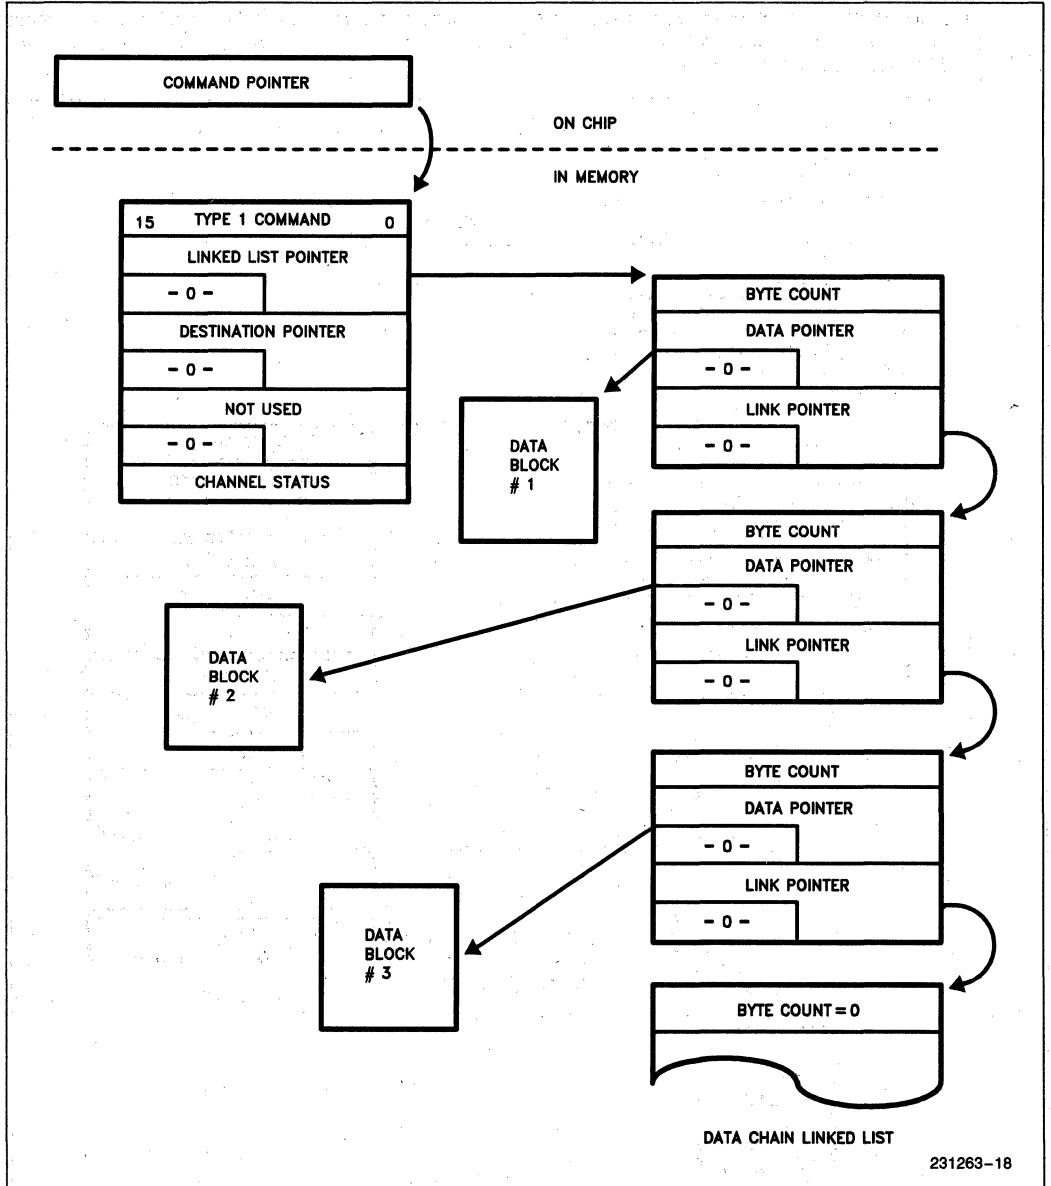 COMMAND POINTER
ON CHIP
IN MEMORY
15 TYPE 1 COMMAND 0
LINKED LIST POINTER
- 0 -
DESTINATION POINTER
- 0 -
NOT USED
- 0 -
CHANNEL STATUS
BYTE COUNT
DATA POINTER
- 0 -
LINK POINTER
- 0 -
DATA
BLOCK
# 1
BYTE COUNT
DATA POINTER
- 0 -
LINK POINTER
- 0 -
DATA
BLOCK
# 2
BYTE COUNT
DATA POINTER
- 0 -
LINK POINTER
- 0 -
DATA
BLOCK
# 3
BYTE COUNT = 0
DATA CHAIN LINKED LIST
231263-18